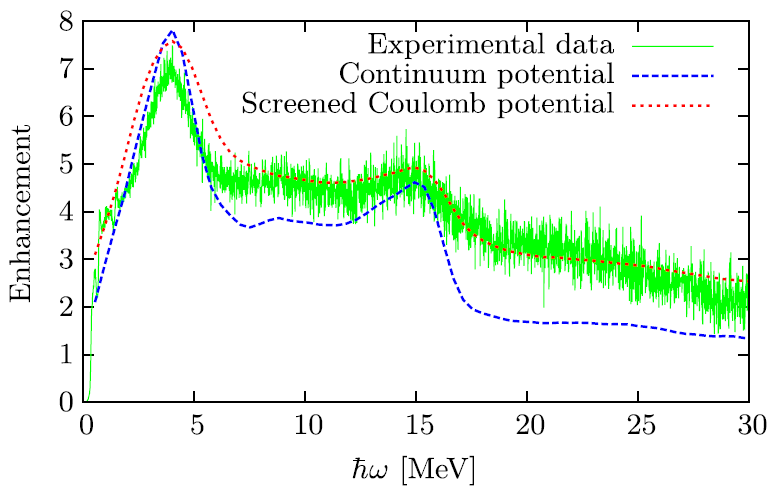 8
7
6
5
4
3
2
1
0
Enhancement
Experimental data
Continuum potential
Screened Coulomb potential
0 5 10 15 20 25 30
ħω [MeV]